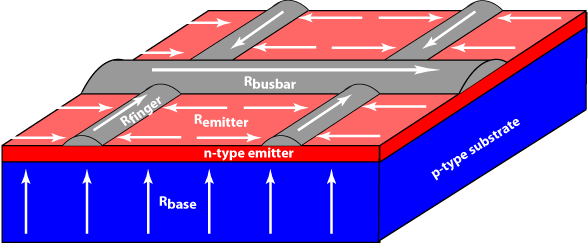 Rbusbar
Rfinger
Remitter
n-type emitter
p-type substrate
Rbase